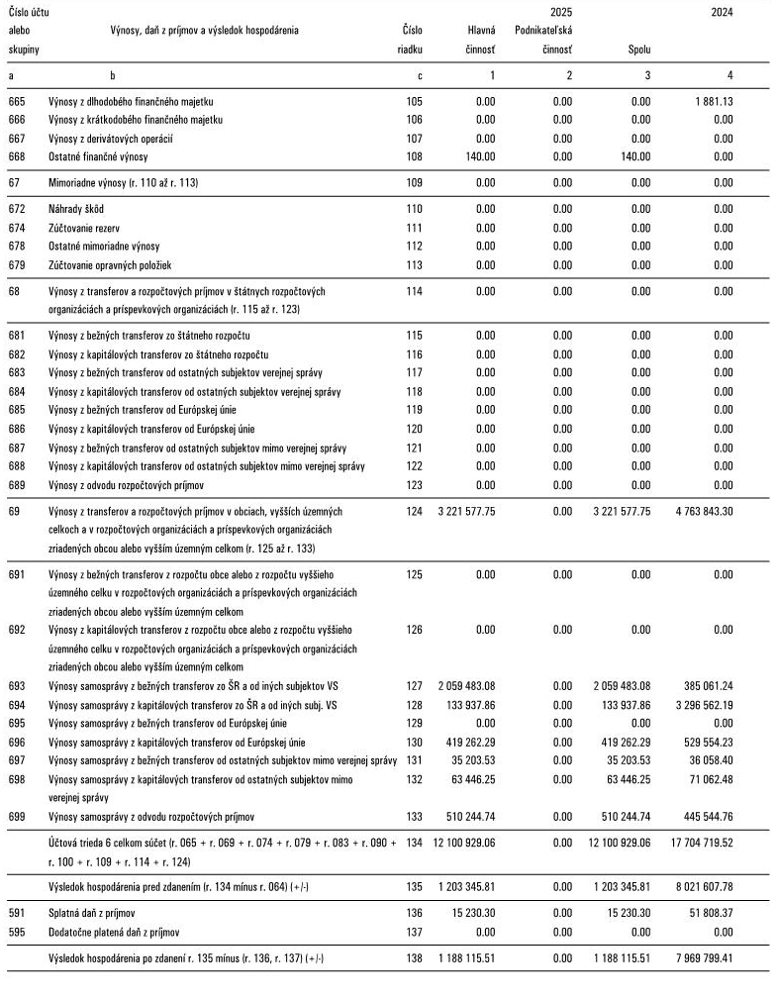 Číslo účtu 2025 2024
alebo Výnosy, daň z príjmov a výsledok hospodárenia Číslo Hlavná Podnikateľská
skupiny riadku činnosť činnosť Spolu
a b c 1 2 3 4
665 Výnosy z dlhodobého finančného majetku 105 0.00 0.00 0.00 1 881.13
666 Výnosy z krátkodobého finančného majetku 106 0.00 0.00 0.00 0.00
667 Výnosy z derivátových operácií 107 0.00 0.00 0.00 0.00
668 Ostatné finančné výnosy 108 140.00 0.00 140.00 0.00
67 Mimoriadne výnosy (r. 110 až r. 113) 109 0.00 0.00 0.00 0.00
672 Náhrady škôd 110 0.00 0.00 0.00 0.00
674 Zúčtovanie rezerv 111 0.00 0.00 0.00 0.00
678 Ostatné mimoriadne výnosy 112 0.00 0.00 0.00 0.00
679 Zúčtovanie opravných položiek 113 0.00 0.00 0.00 0.00
68 Výnosy z transferov a rozpočtových príjmov v štátnych rozpočtových 114 0.00 0.00 0.00 0.00
organizáciách a príspevkových organizáciách (r. 115 až r. 123)
681 Výnosy z bežných transferov zo štátneho rozpočtu 115 0.00 0.00 0.00 0.00
682 Výnosy z kapitálových transferov zo štátneho rozpočtu 116 0.00 0.00 0.00 0.00
683 Výnosy z bežných transferov od ostatných subjektov verejnej správy 117 0.00 0.00 0.00 0.00
684 Výnosy z kapitálových transferov od ostatných subjektov verejnej správy 118 0.00 0.00 0.00 0.00
685 Výnosy z bežných transferov od Európskej únie 119 0.00 0.00 0.00 0.00
686 Výnosy z kapitálových transferov od Európskej únie 120 0.00 0.00 0.00 0.00
687 Výnosy z bežných transferov od ostatných subjektov mimo verejnej správy 121 0.00 0.00 0.00 0.00
688 Výnosy z kapitálových transferov od ostatných subjektov mimo verejnej správy 122 0.00 0.00 0.00 0.00
689 Výnosy z odvodu rozpočtových príjmov 123 0.00 0.00 0.00 0.00
69 Výnosy z transferov a rozpočtových príjmov v obciach, vyšších územných 124 3 221 577.75 0.00 3 221 577.75 4 763 843.30
celkoch a v rozpočtových organizáciách a príspevkových organizáciách
zriadených obcou alebo vyšším územným celkom (r. 125 až r. 133)
691 Výnosy z bežných transferov z rozpočtu obce alebo z rozpočtu vyššieho 125 0.00 0.00 0.00 0.00
územného celku v rozpočtových organizáciách a príspevkových organizáciách
zriadených obcou alebo vyšším územným celkom
692 Výnosy z kapitálových transferov z rozpočtu obce alebo z rozpočtu vyššieho 126 0.00 0.00 0.00 0.00
územného celku v rozpočtových organizáciách a príspevkových organizáciách
zriadených obcou alebo vyšším územným celkom
693 Výnosy samosprávy z bežných transferov zo ŠR a od iných subjektov VS 127 2 059 483.08 0.00 2 059 483.08 385 061.24
694 Výnosy samosprávy z kapitálových transferov zo ŠR a od iných subj. VS 128 133 937.86 0.00 133 937.86 3 296 562.19
695 Výnosy samosprávy z bežných transferov od Európskej únie 129 0.00 0.00 0.00 0.00
696 Výnosy samosprávy z kapitálových transferov od Európskej únie 130 419 262.29 0.00 419 262.29 529 554.23
697 Výnosy samosprávy z bežných transferov od ostatných subjektov mimo verejnej správy 131 35 203.53 0.00 35 203.53 36 058.40
698 Výnosy samosprávy z kapitálových transferov od ostatných subjektov mimo 132 63 446.25 0.00 63 446.25 71 062.48
verejnej správy
699 Výnosy samosprávy z odvodu rozpočtových príjmov 133 510 244.74 0.00 510 244.74 445 544.76
Účtová trieda 6 celkom súčet (r. 065 + r. 069 + r. 074 + r. 079 + r. 083 + r. 090 + 134 12 100 929.06 0.00 12 100 929.06 17 704 719.52
r. 100 + r. 109 + r. 114 + r. 124)
Výsledok hospodárenia pred zdanením (r. 134 mínus r. 064) (+/-) 135 1 203 345.81 0.00 1 203 345.81 8 021 607.78
591 Splatná daň z príjmov 136 15 230.30 0.00 15 230.30 51 808.37
595 Dodatočne platená daň z príjmov 137 0.00 0.00 0.00 0.00
Výsledok hospodárenia po zdanení r. 135 mínus (r. 136, r. 137) (+/-) 138 1 188 115.51 0.00 1 188 115.51 7 969 799.41